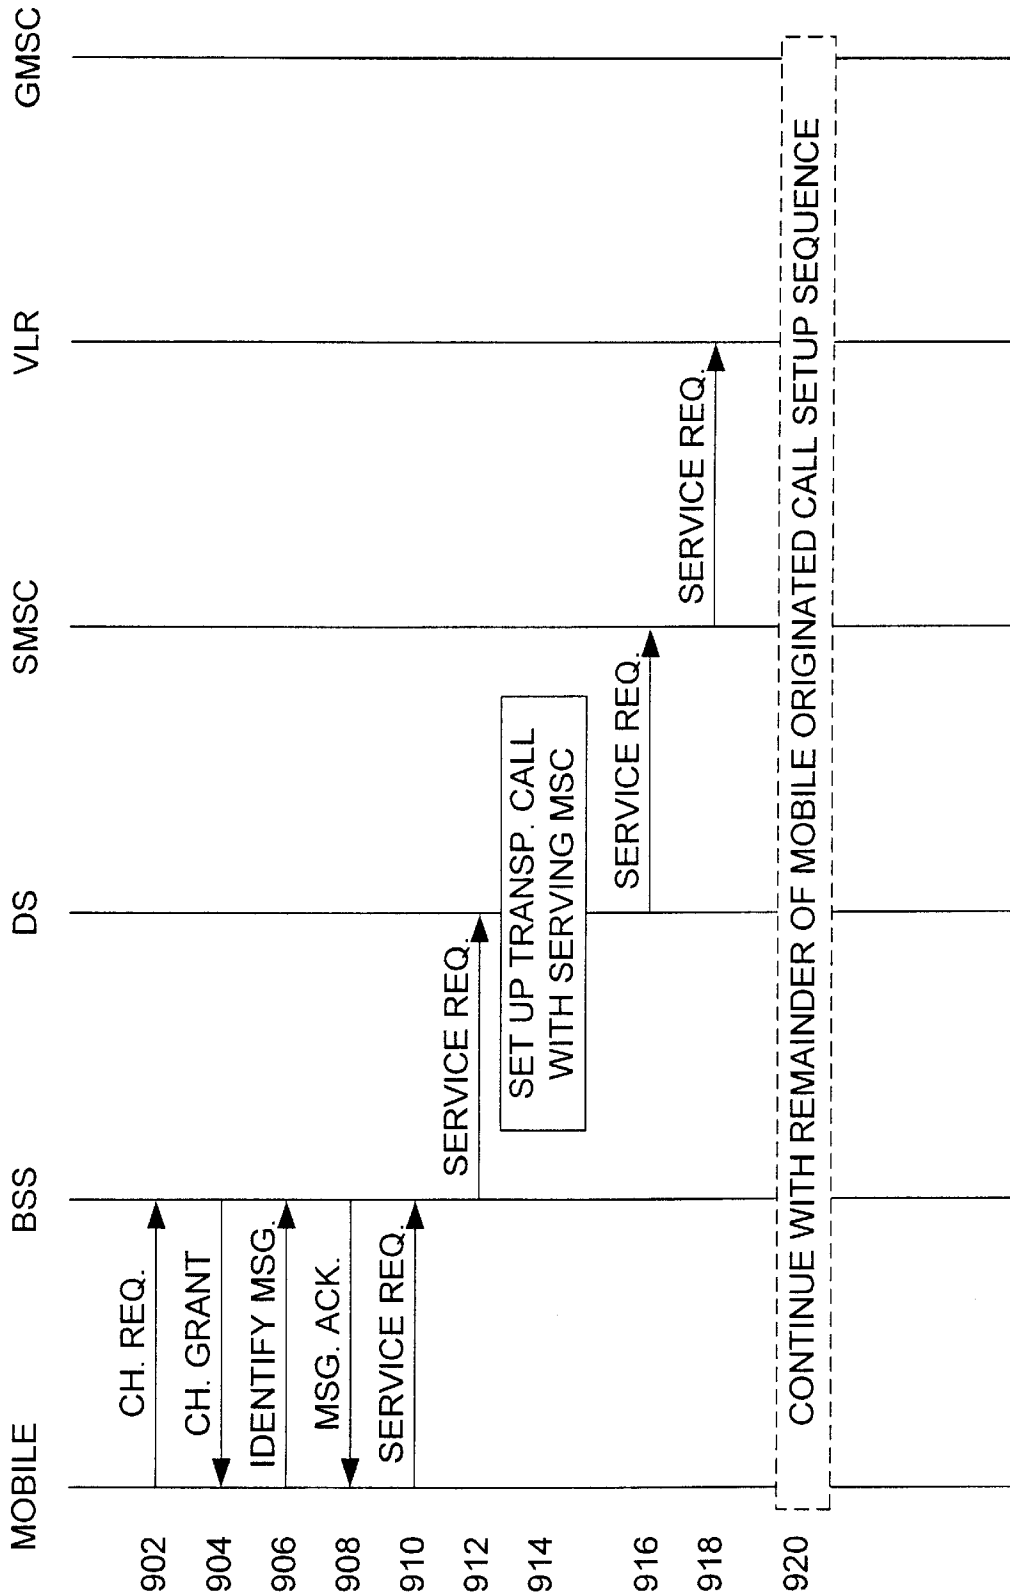 MOBILE
BSS
DS
SMSC
VLR
GMSC
902
CH. REQ.
904
CH. GRANT
906
IDENTIFY MSG.
908
MSG. ACK.
910
SERVICE REQ.
912
SERVICE REQ.
914
SET UP TRANSP. CALL
WITH SERVING MSC
916
SERVICE REQ.
918
SERVICE REQ.
920
CONTINUE WITH REMAINDER OF MOBILE ORIGINATED CALL SETUP SEQUENCE